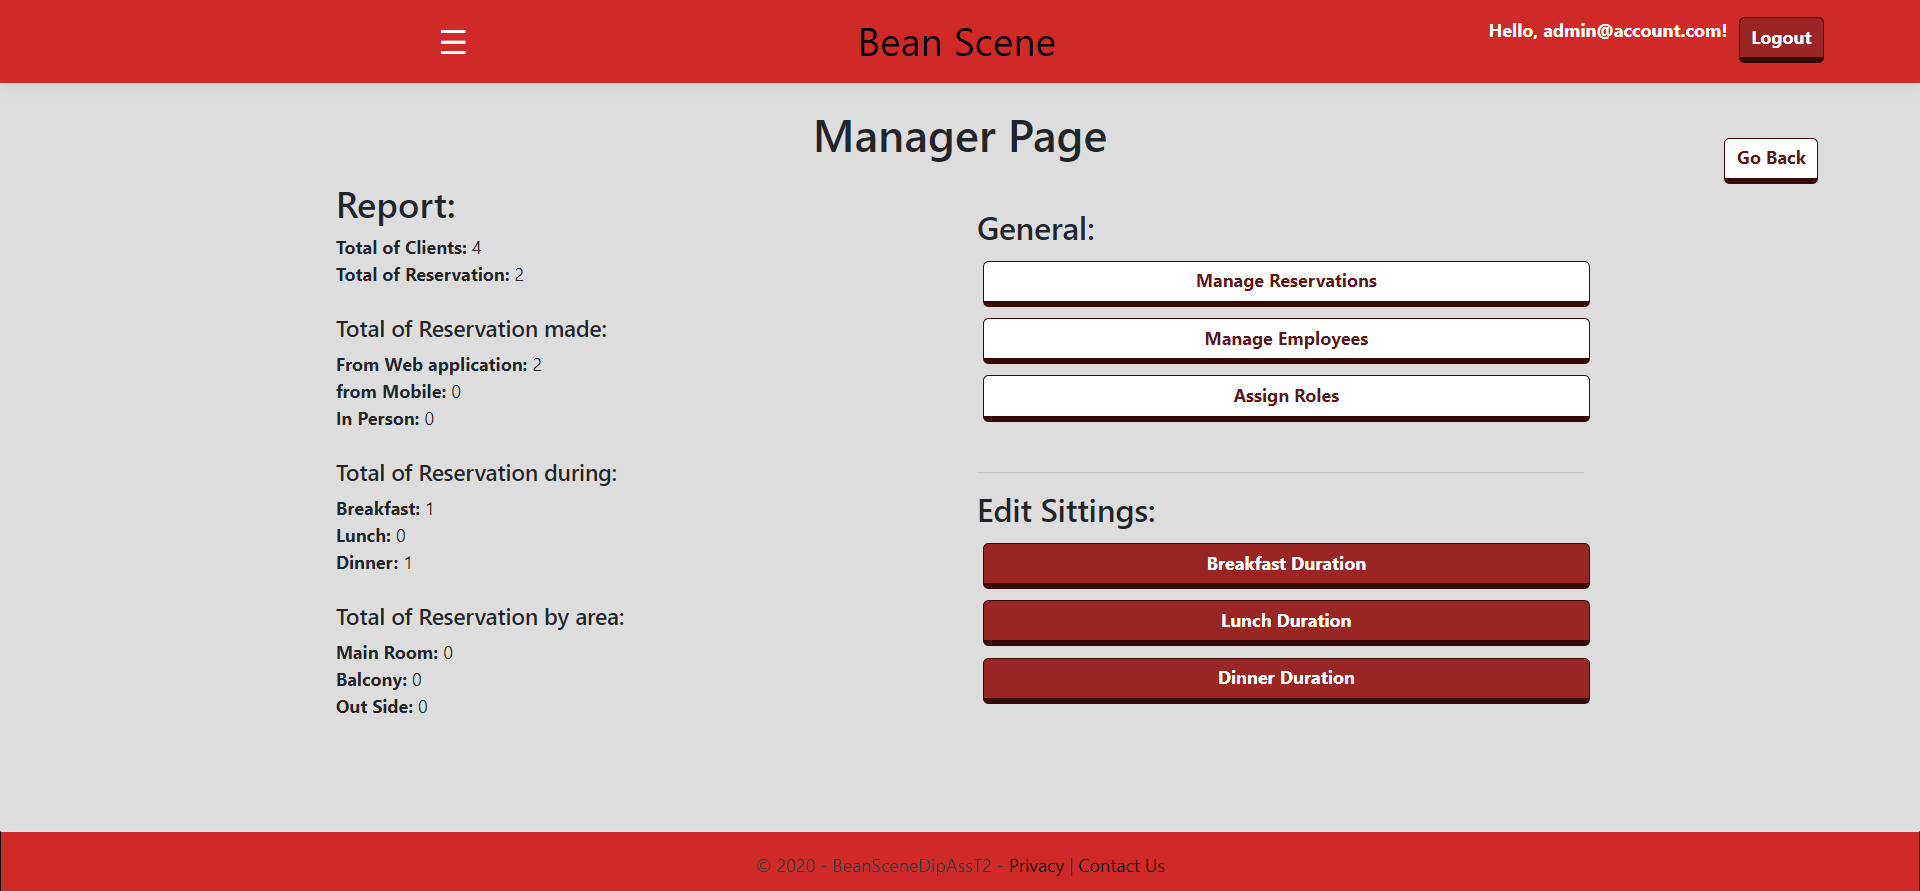 ☰
Bean Scene
Hello, admin@account.com!
Logout
Manager Page
Go Back
Report:
Total of Clients: 4
Total of Reservation: 2
Total of Reservation made:
From Web application: 2
from Mobile: 0
In Person: 0
Total of Reservation during:
Breakfast: 1
Lunch: 0
Dinner: 1
Total of Reservation by area:
Main Room: 0
Balcony: 0
Out Side: 0
General:
Manage Reservations
Manage Employees
Assign Roles
Edit Sittings:
Breakfast Duration
Lunch Duration
Dinner Duration
© 2020 - BeanSceneDipAssT2 - Privacy | Contact Us